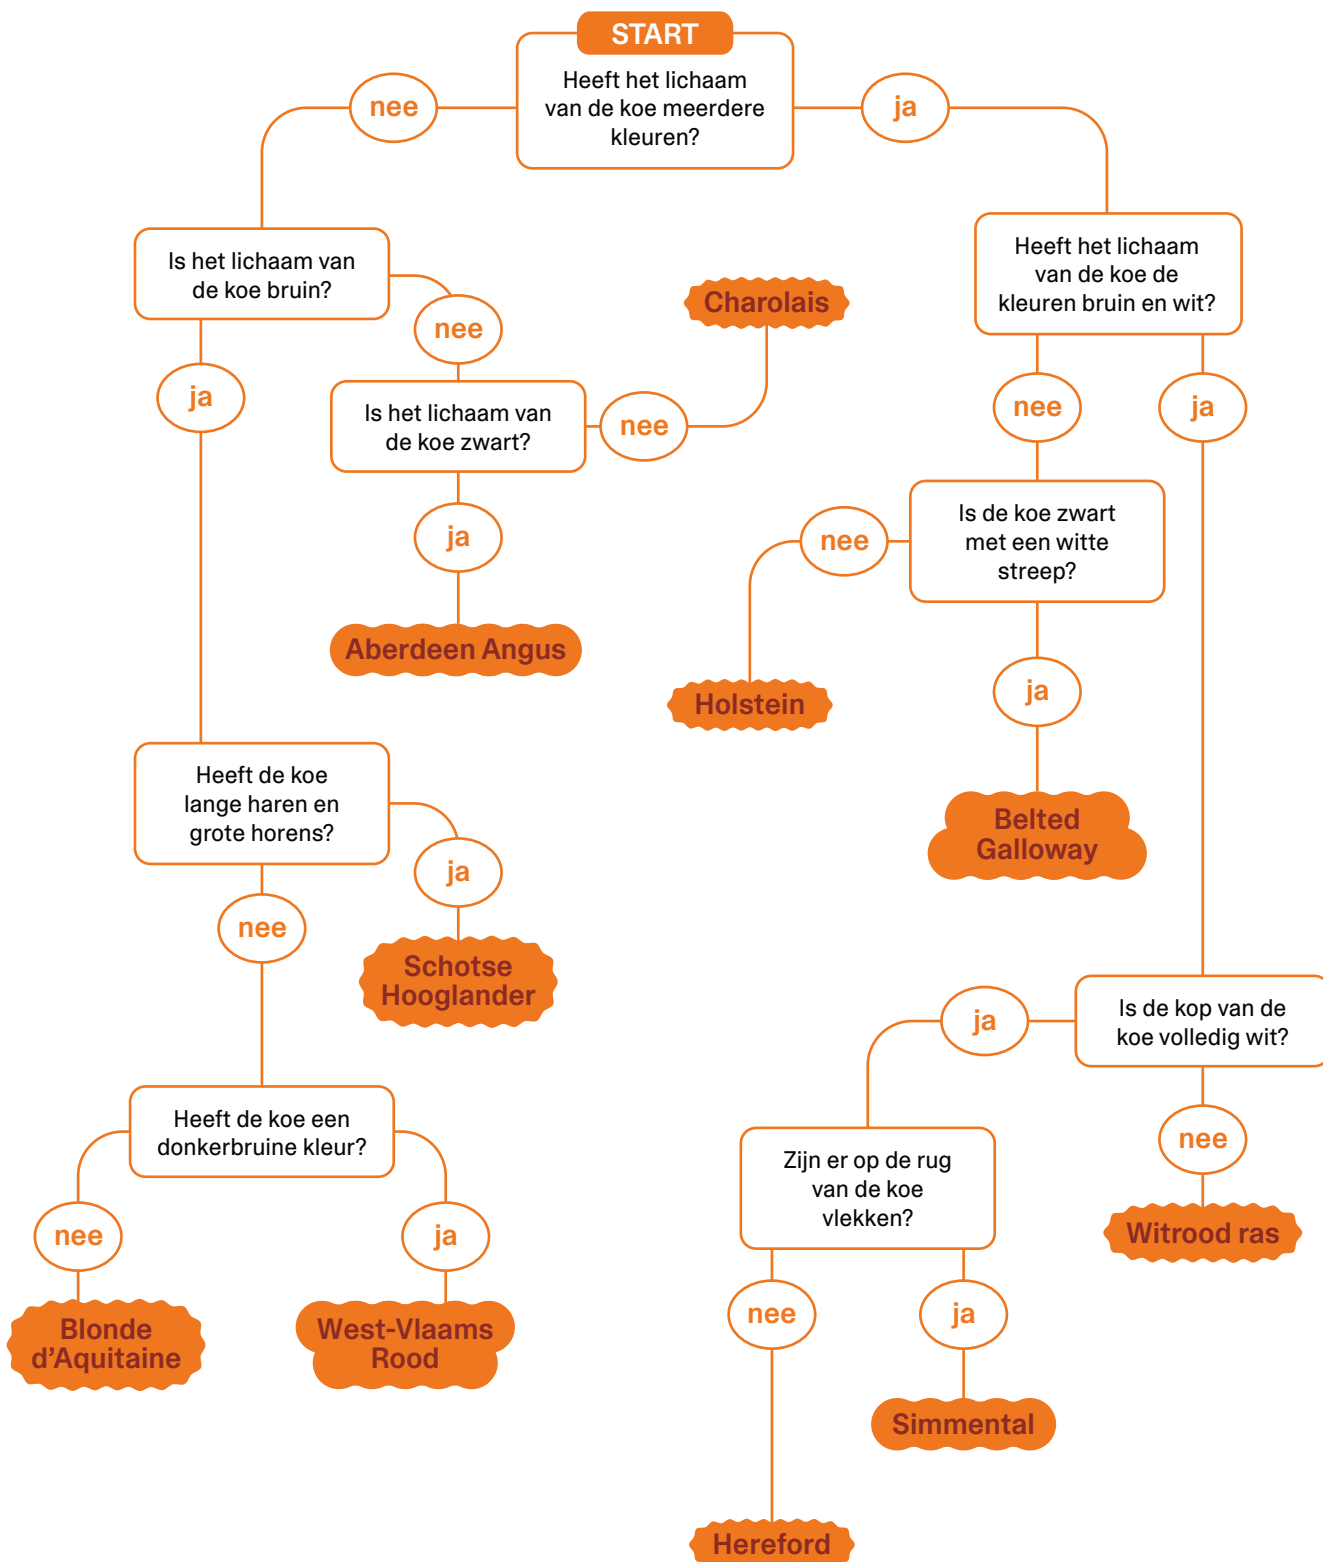 START
Heeft het lichaam
van de koe meerdere
kleuren?
nee
ja
Is het lichaam van
de koe bruin?
Heeft het lichaam
van de koe de
kleuren bruin en wit?
nee
Charolais
ja
Is het lichaam van
de koe zwart?
nee
nee
ja
ja
Is de koe zwart
met een witte
streep?
nee
Aberdeen Angus
Holstein
ja
Heeft de koe
lange haren en
grote horens?
Belted
Galloway
ja
nee
Schotse
Hooglander
ja
Is de kop van de
koe volledig wit?
Heeft de koe een
donkerbruine kleur?
nee
Zijn er op de rug
van de koe
vlekken?
nee
ja
Witrood ras
nee
ja
Blonde
d’Aquitaine
West-Vlaams
Rood
Simmental
Hereford